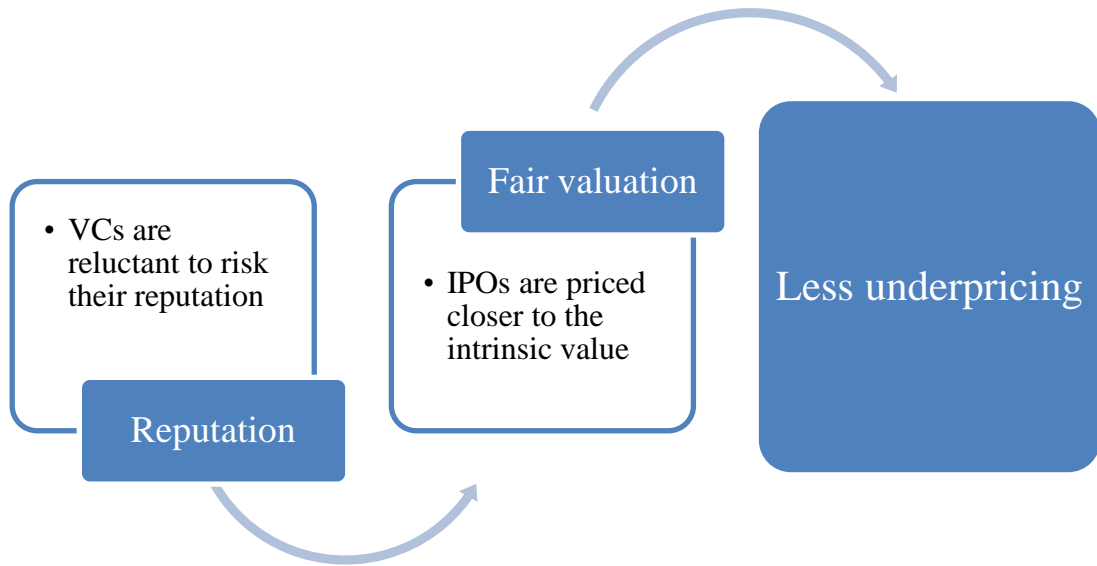 • VCs are
reluctant to risk
their reputation
Reputation
Fair valuation
• IPOs are priced
closer to the
intrinsic value
Less underpricing